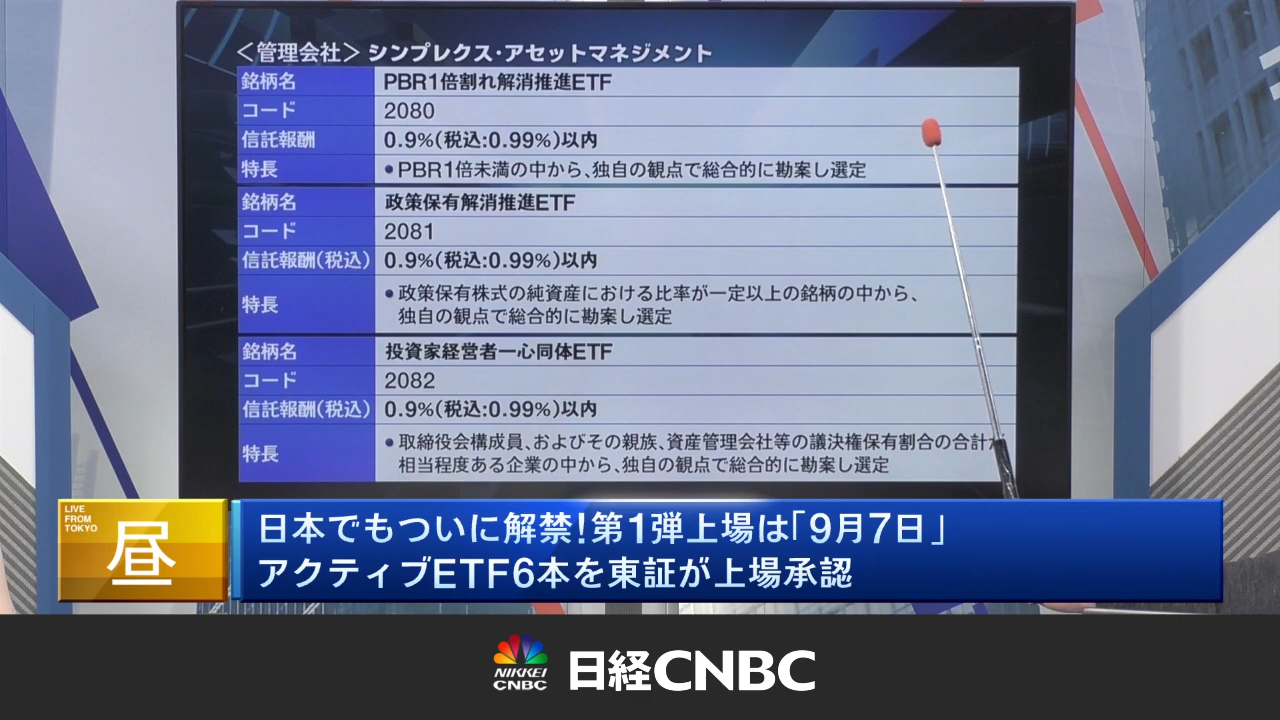 ＜管理会社＞ シンプレクス・アセットマネジメント
銘柄名 PBR1倍割れ解消推進ETF
コード 2080
信託報酬 0.9%(税込:0.99%)以内
特長 ●PBR1倍未満の中から、独自の観点で総合的に勘案し選定
銘柄名 政策保有解消推進ETF
コード 2081
信託報酬(税込) 0.9%(税込:0.99%)以内
特長 ●政策保有株式の純資産における比率が一定以上の銘柄の中から、
独自の観点で総合的に勘案し選定
銘柄名 投資家経営者一心同体ETF
コード 2082
信託報酬(税込) 0.9%(税込:0.99%)以内
特長 ●取締役会構成員、およびその親族、資産管理会社等の議決権保有割合の合計が
相当程度ある企業の中から、独自の観点で総合的に勘案し選定
LIVE
FROM
TOKYO
昼
日本でもついに解禁!第1弾上場は「9月7日」
アクティブETF6本を東証が上場承認
NIKKEI
CNBC
日経CNBC